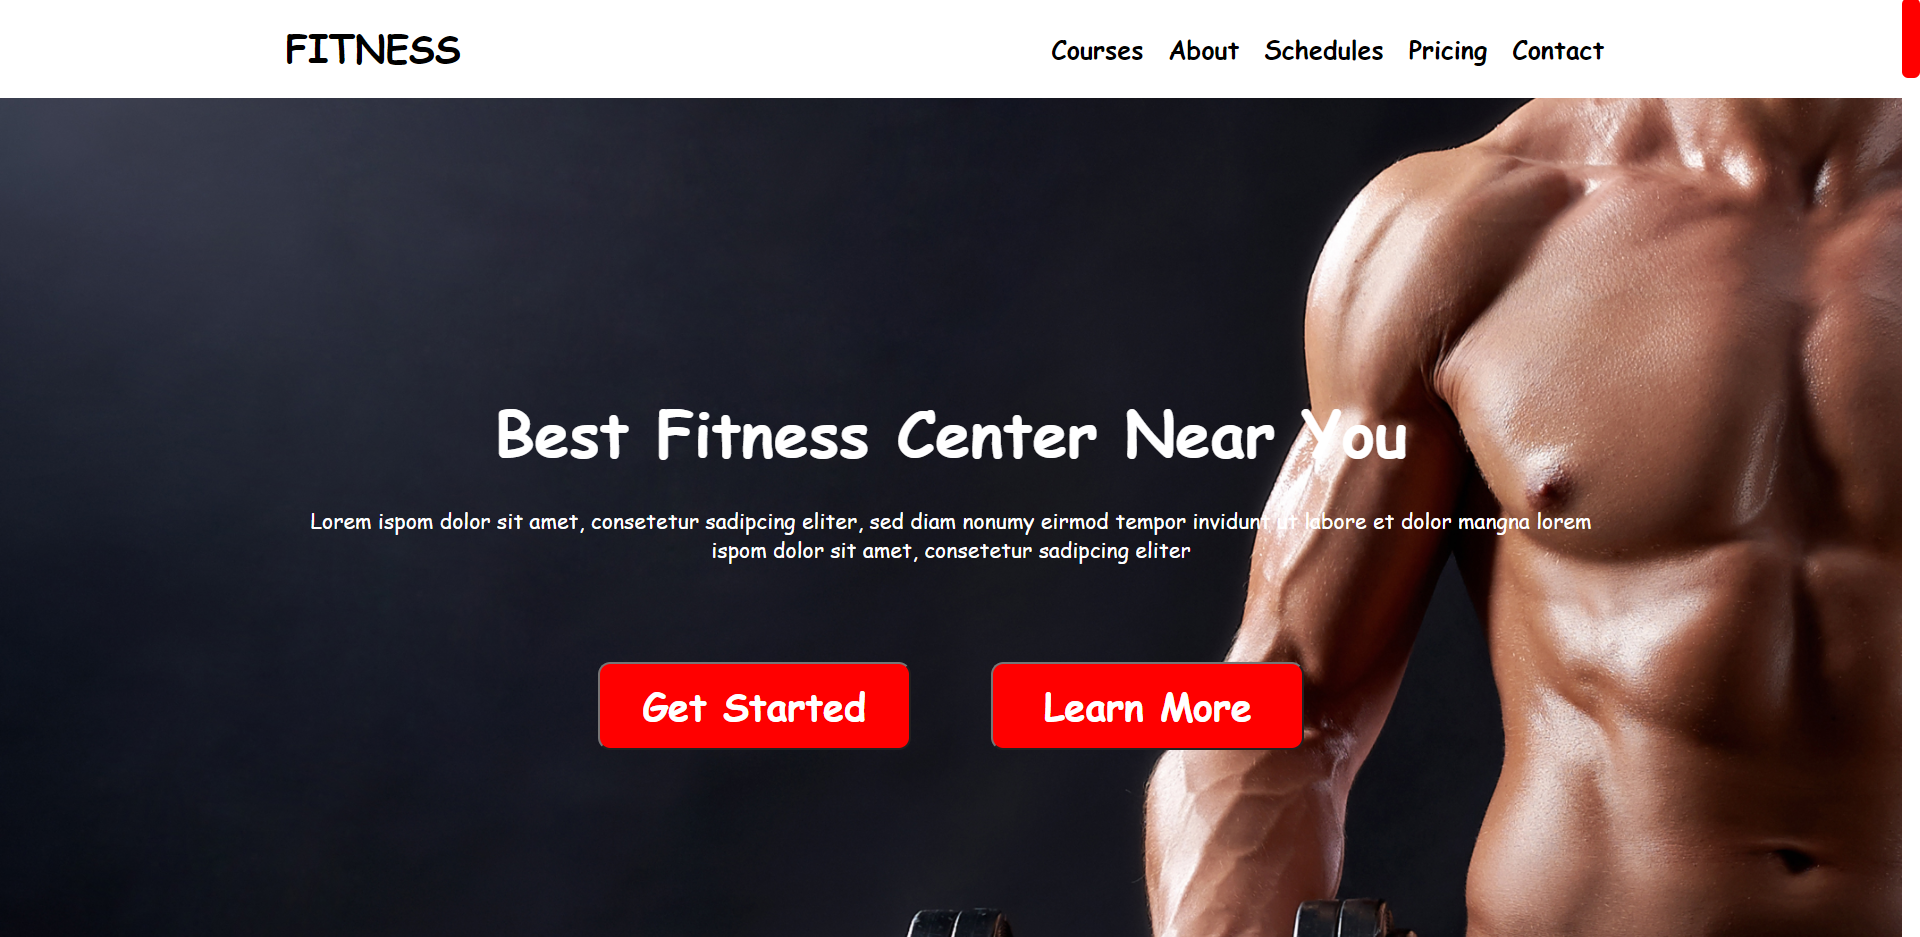 FITNESS
Courses About Schedules Pricing Contact
Best Fitness Center Near You
Lorem ispom dolor sit amet, consetetur sadipcing eliter, sed diam nonumy eirmod tempor invidunt ut labore et dolor mangna lorem
ispom dolor sit amet, consetetur sadipcing eliter
Get Started Learn More